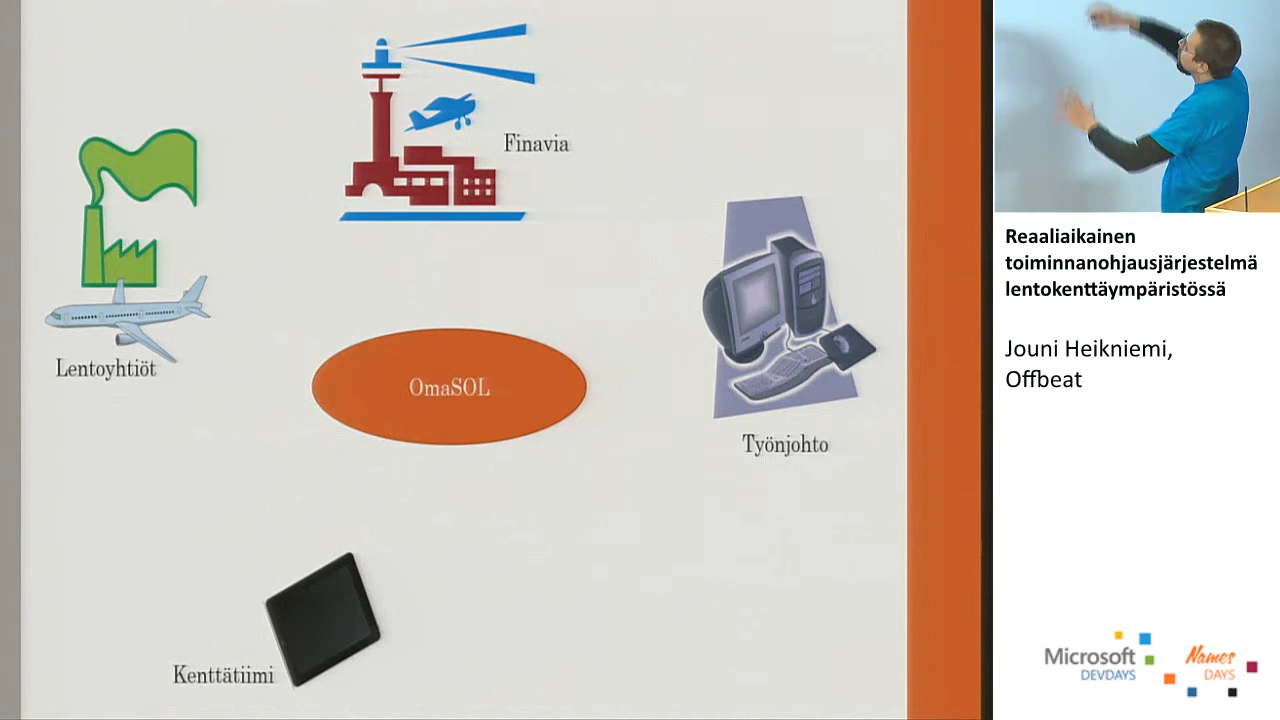 Finavia
Lentoyhtiöt
OmaSOL
Työnjohto
Kenttätiimi
Reaaliaikainen
toiminnanohjausjärjestelmä
lentokenttäympäristössä
Jouni Heikniemi,
Offbeat
Microsoft
DEVDAYS
Names
DAYS